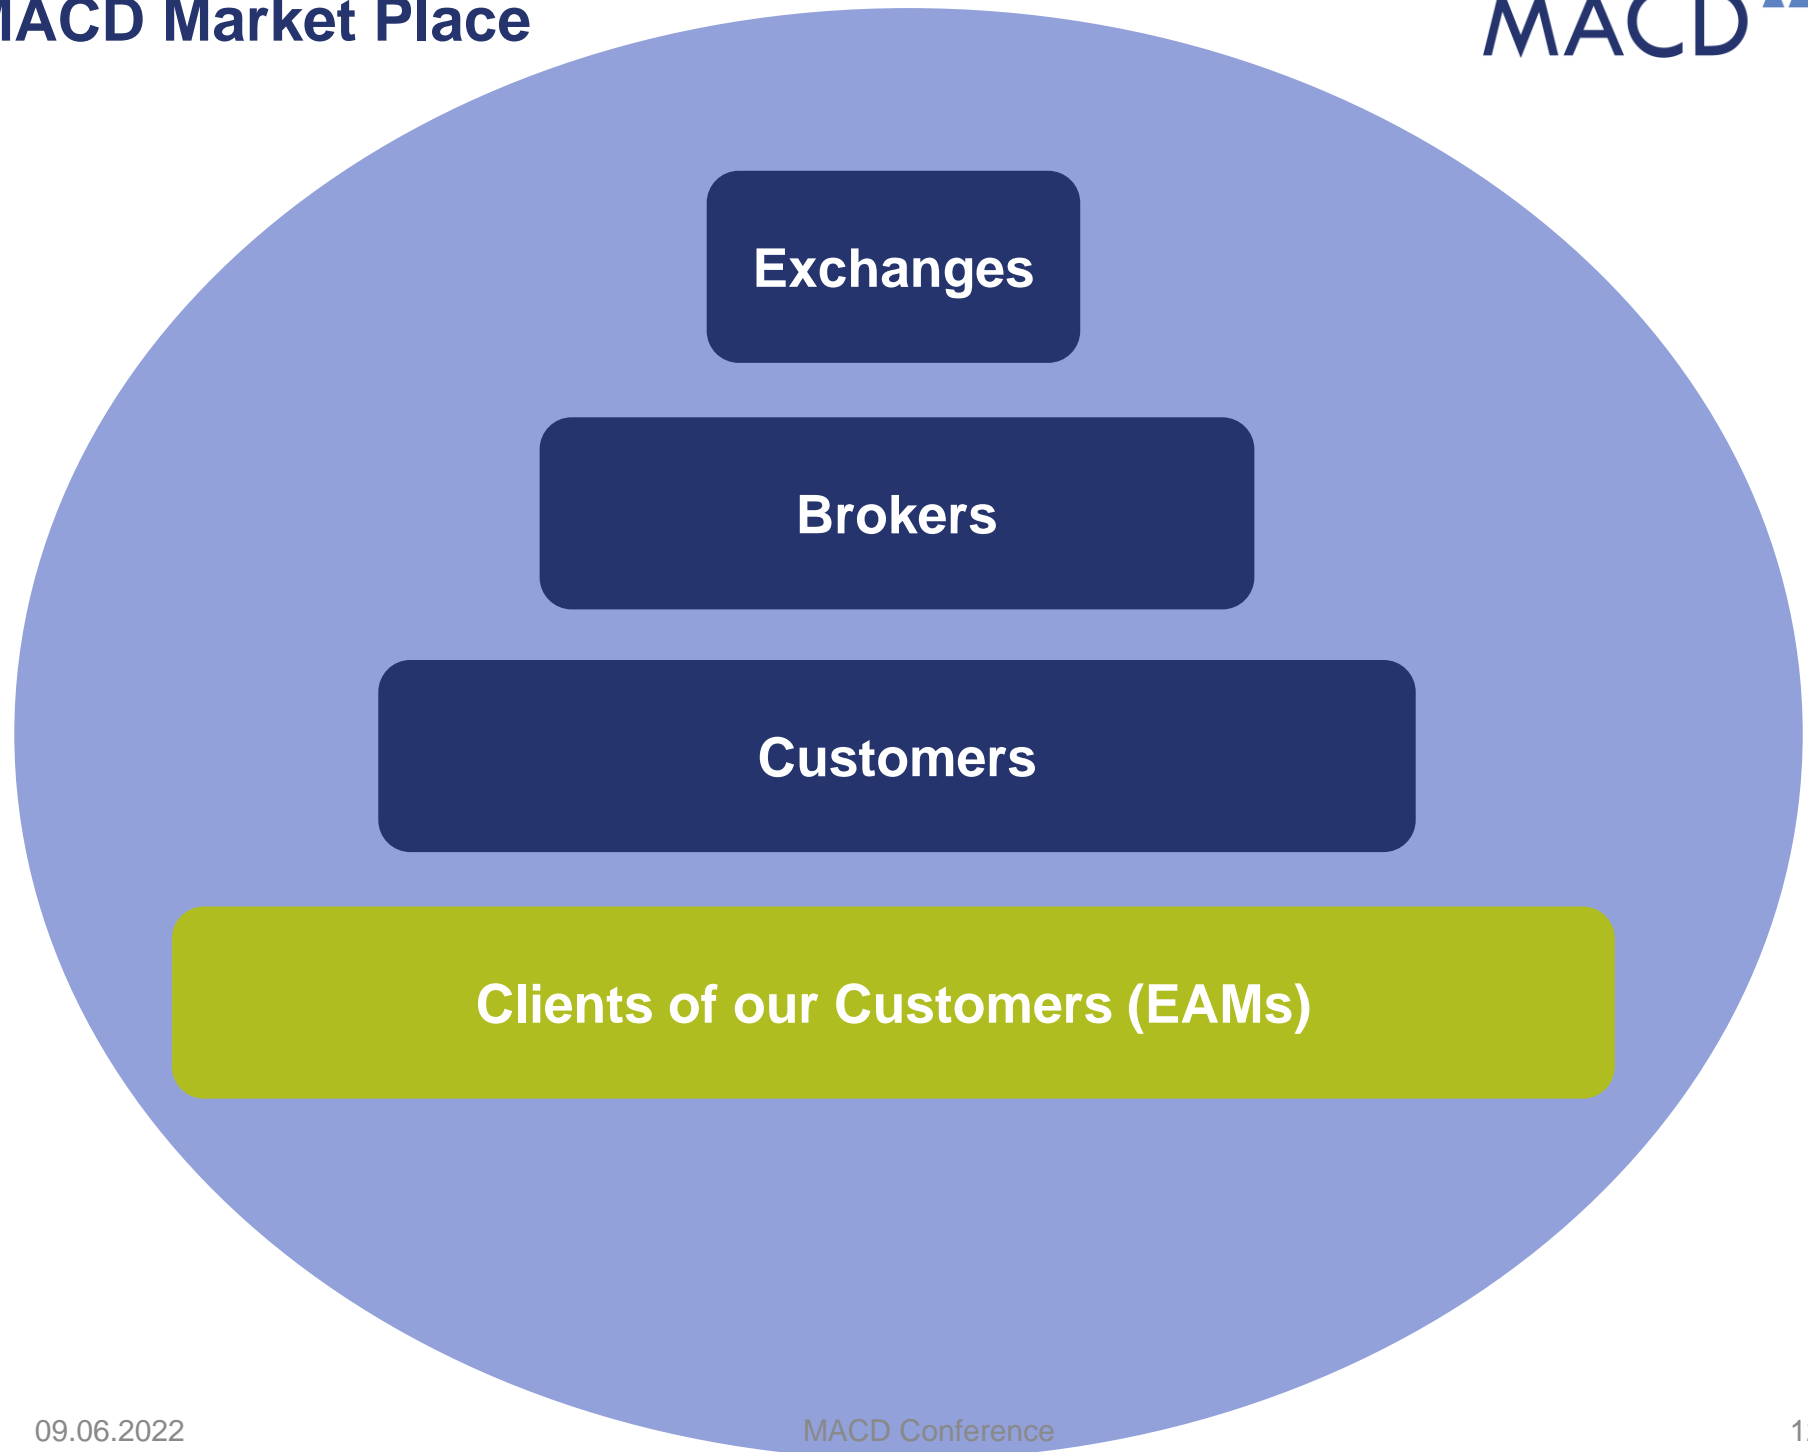 MACD Market Place
MACD
Exchanges
Brokers
Customers
Clients of our Customers (EAMs)
09.06.2022
MACD Conference